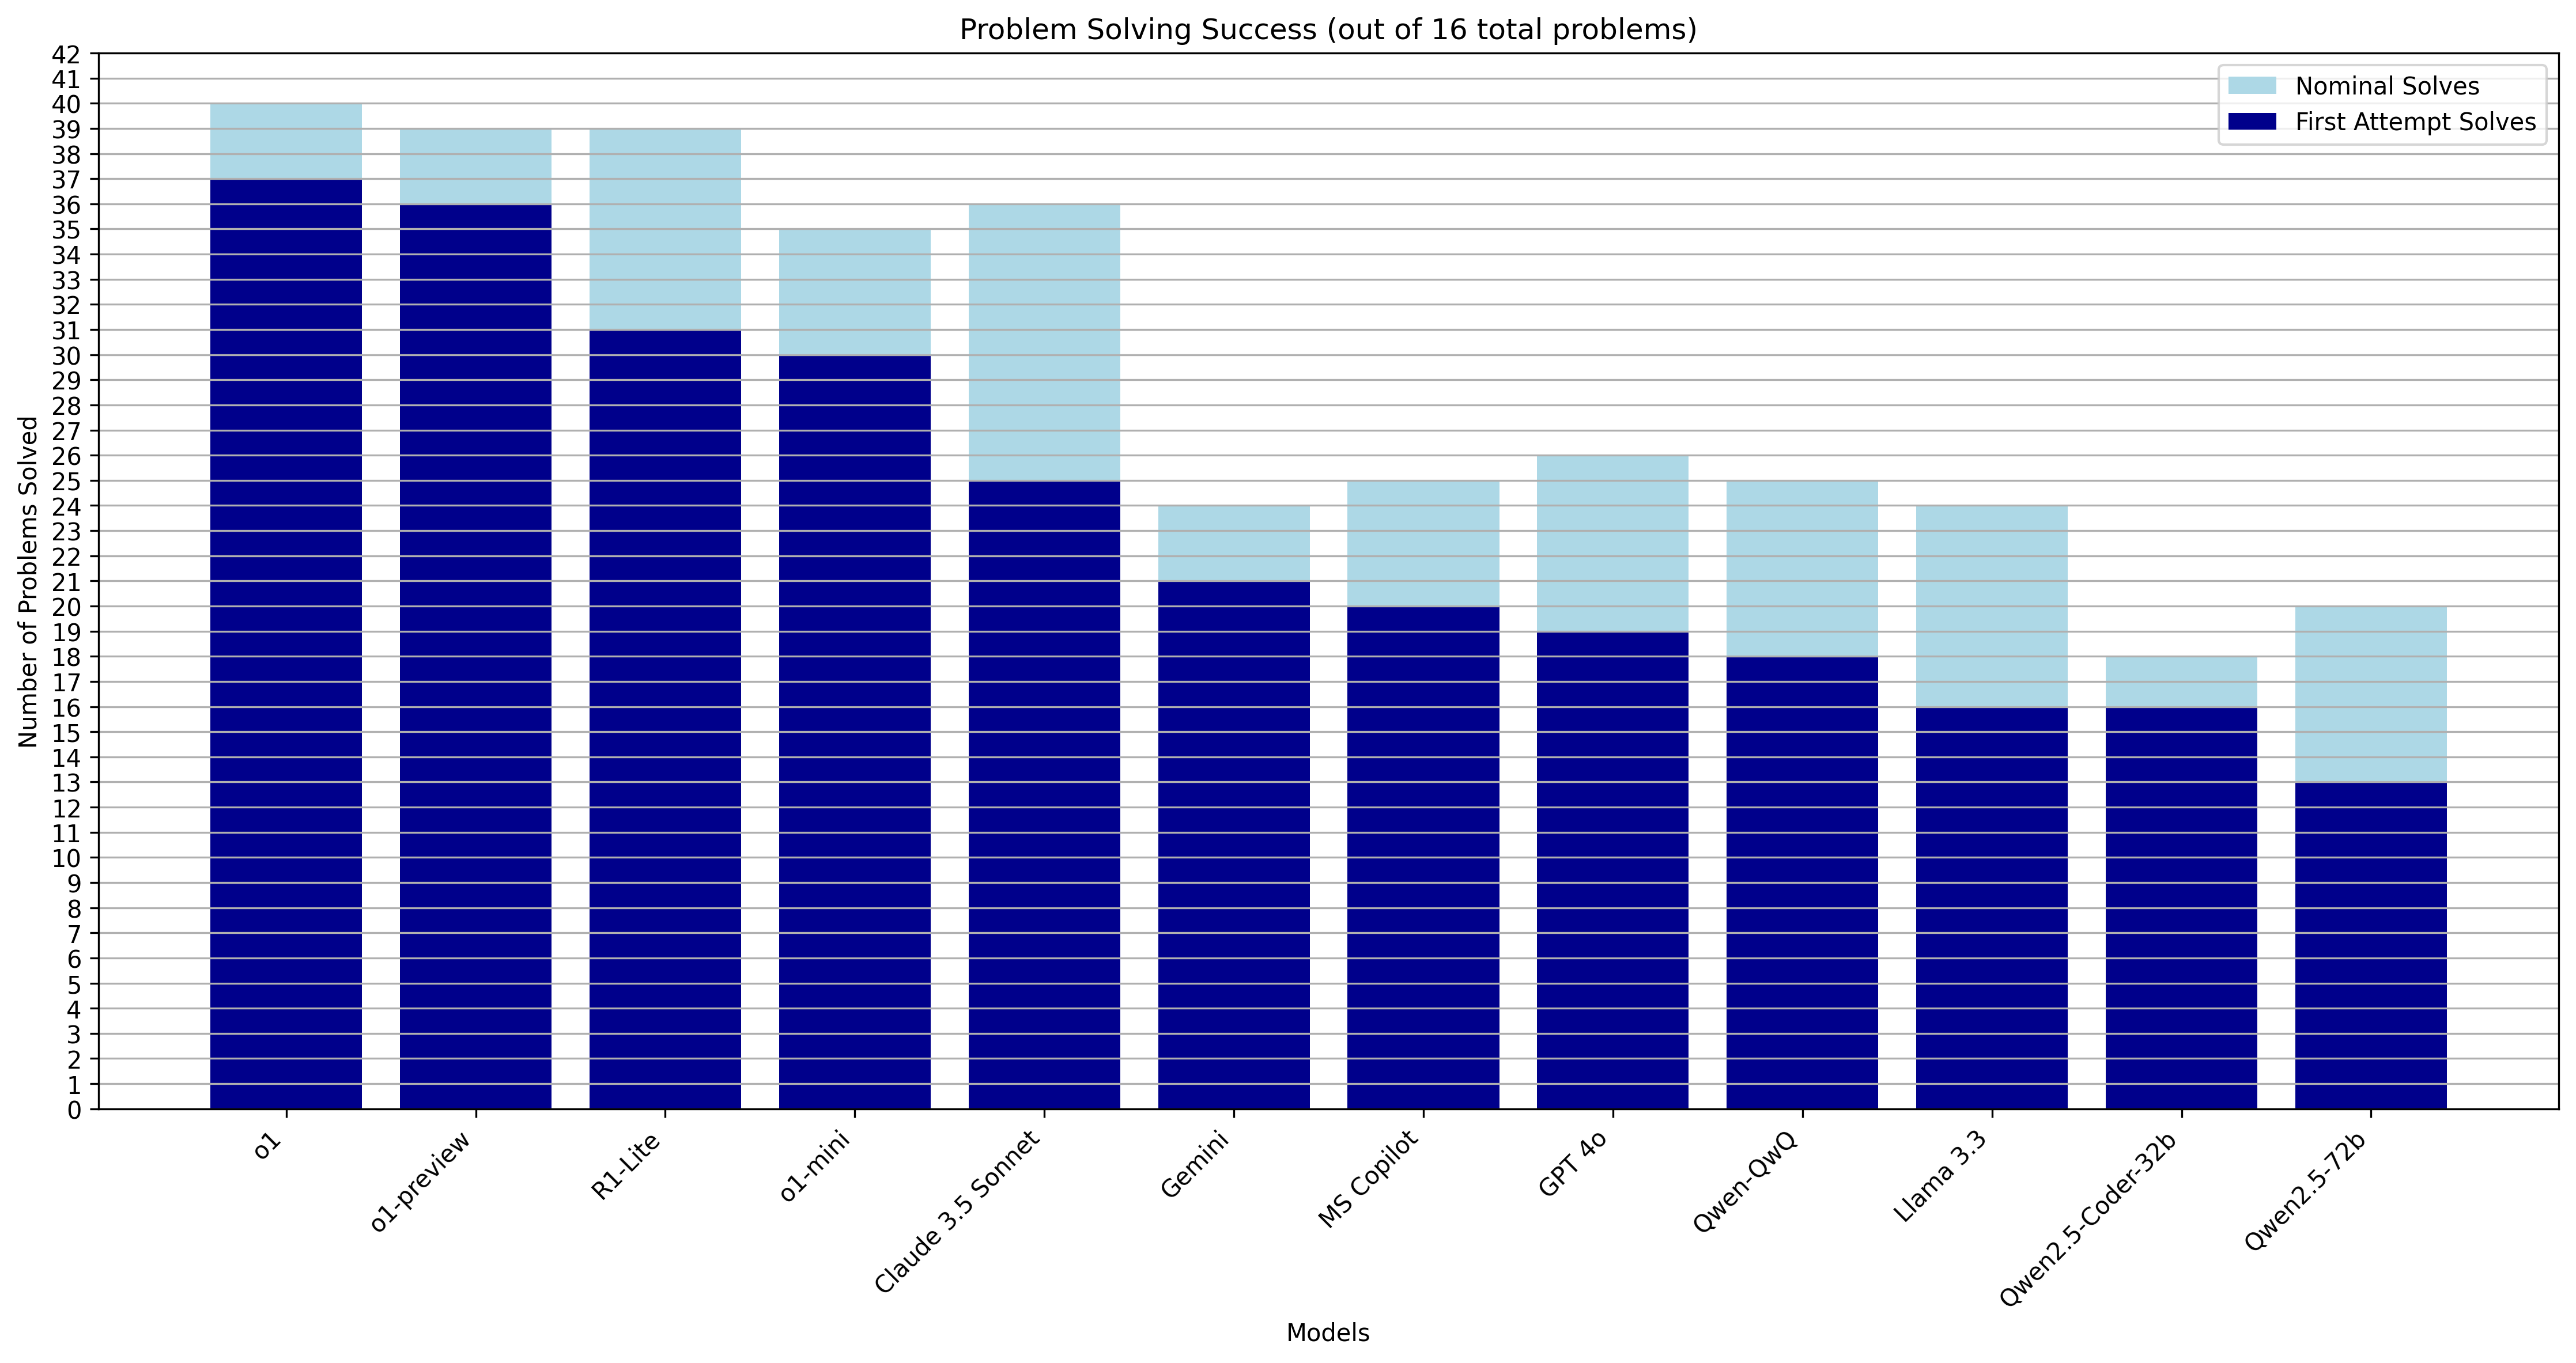 Problem Solving Success (out of 16 total problems)
Nominal Solves
First Attempt Solves
Number of Problems Solved
42
41
40
39
38
37
36
35
34
33
32
31
30
29
28
27
26
25
24
23
22
21
20
19
18
17
16
15
14
13
12
11
10
9
8
7
6
5
4
3
2
1
0
o1
o1-preview
R1-Lite
o1-mini
Claude 3.5 Sonnet
Gemini
MS Copilot
GPT 4o
Qwen-QwQ
Llama 3.3
Qwen2.5-Coder-32b
Qwen2.5-72b
Models